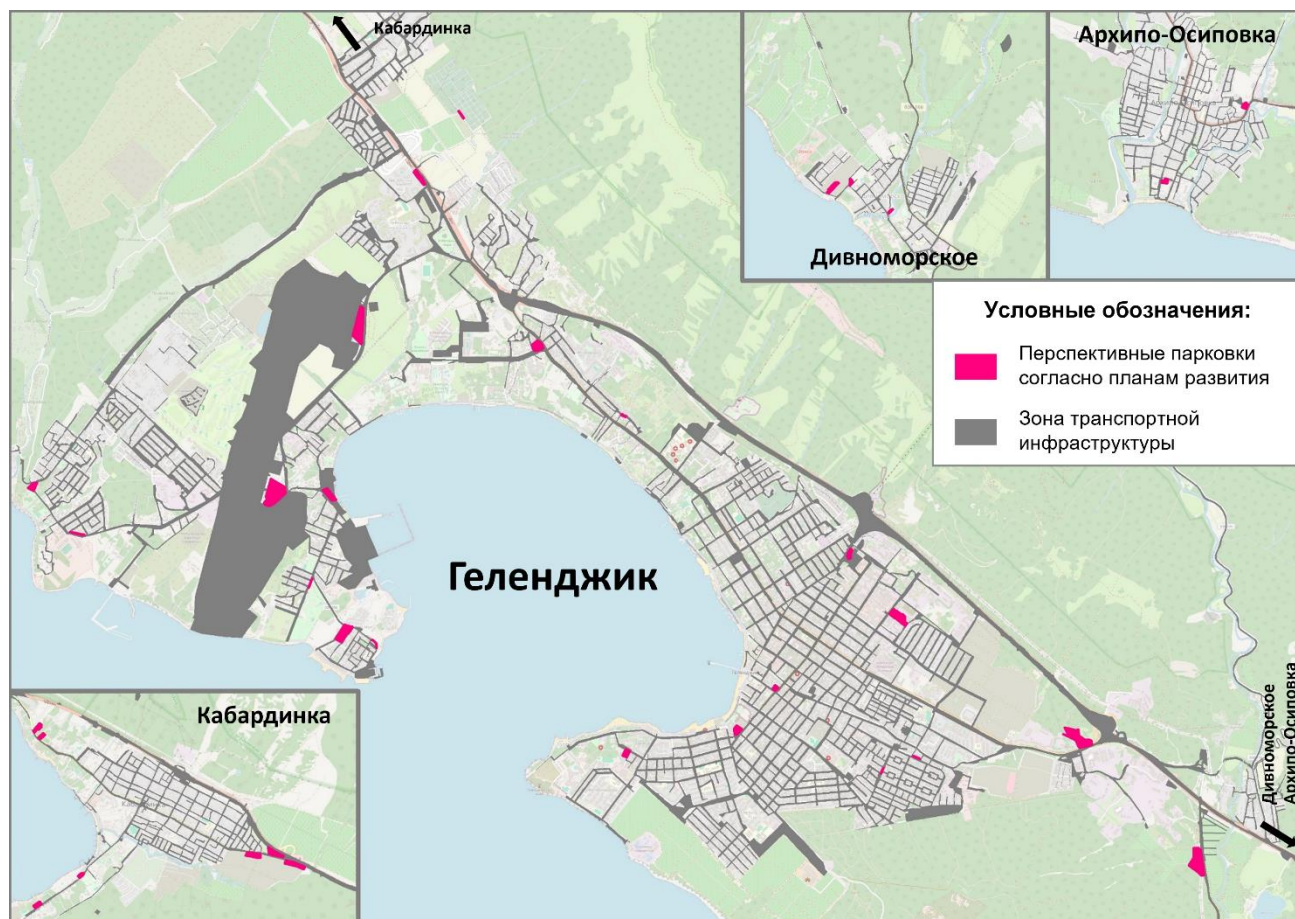 Кабардинка
Архипо-Осиповка
Дивноморское
Условные обозначения:
Перспективные парковки
согласно планам развития
Зона транспортной
инфраструктуры
Геленджик
Кабардинка
Дивноморское
Архипо-Осиповка